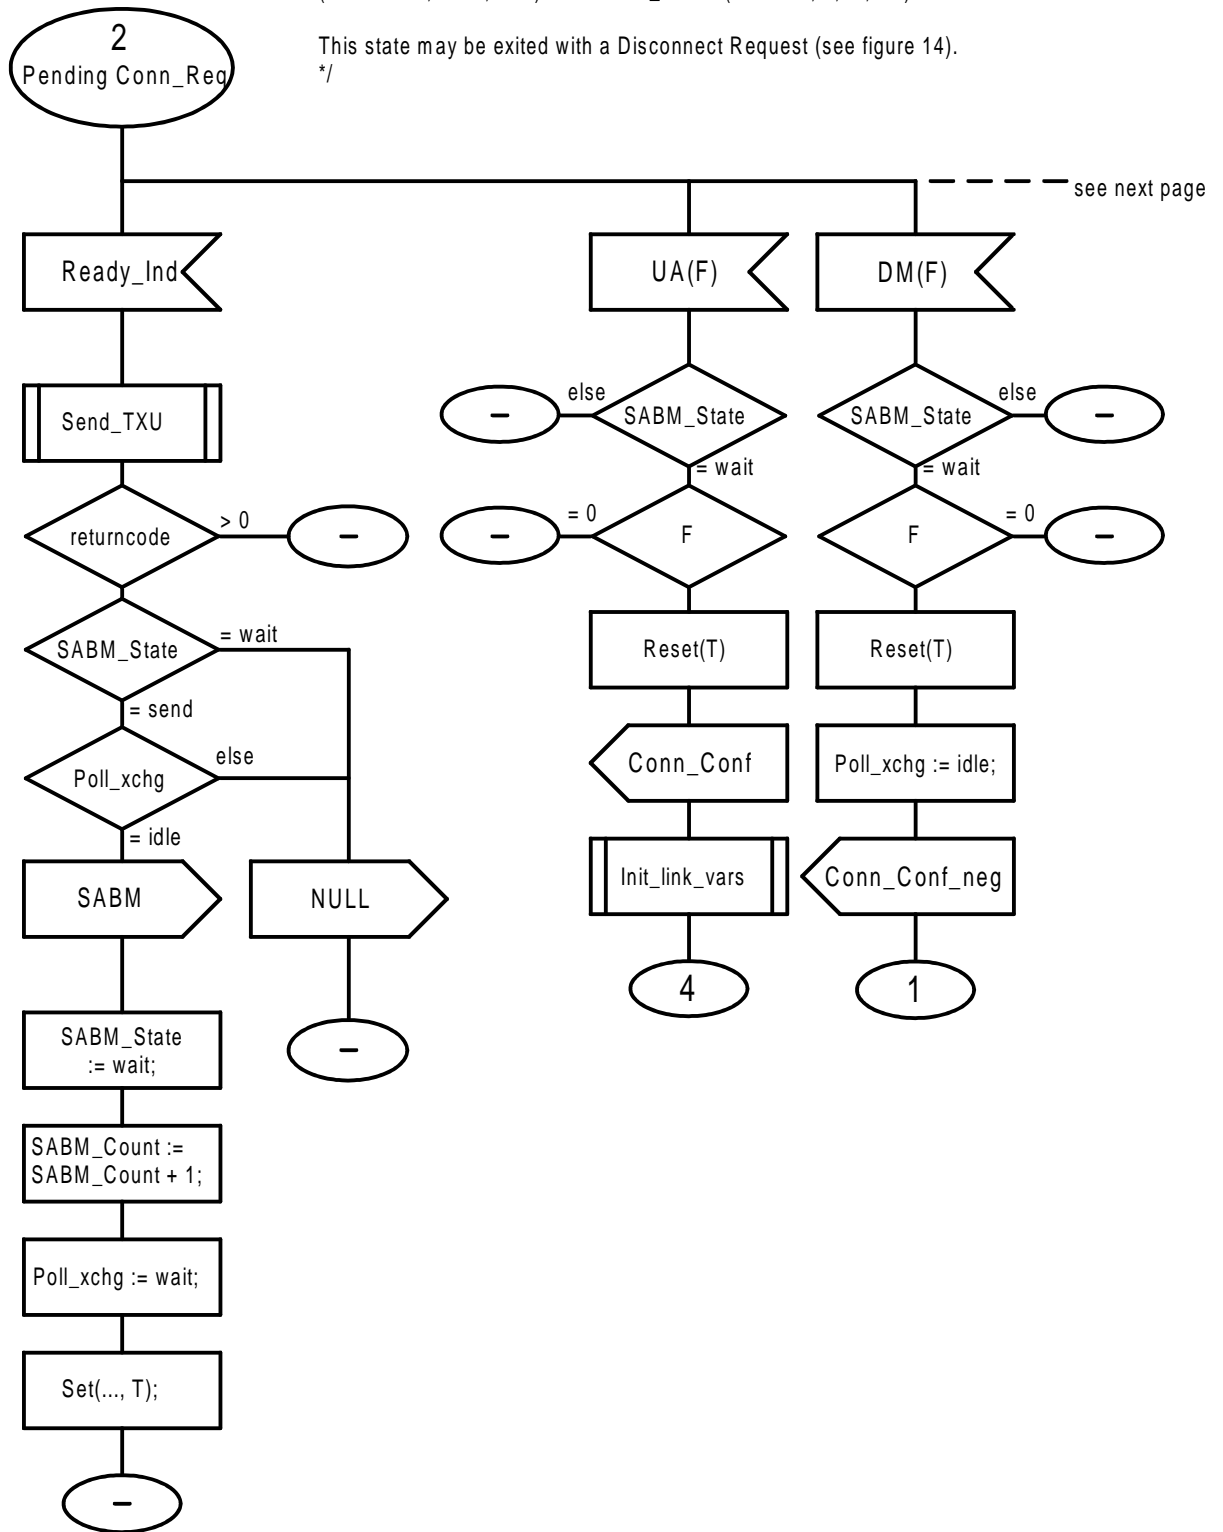 2
Pending Conn_Req
This state may be exited with a Disconnect Request (see figure 14).
*/
see next page
Ready_Ind
UA(F)
DM(F)
Send_TXU
else
SABM_State
= wait
–
else
SABM_State
= wait
–
returncode
> 0
–
= 0
F
–
= 0
F
–
SABM_State
= wait
= send
Reset(T)
Reset(T)
Poll_xchg
else
= idle
Conn_Conf
Poll_xchg := idle;
SABM
NULL
Init_link_vars
Conn_Conf_neg
4
1
SABM_State
:= wait;
–
SABM_Count :=
SABM_Count + 1;
Poll_xchg := wait;
Set(..., T);
–